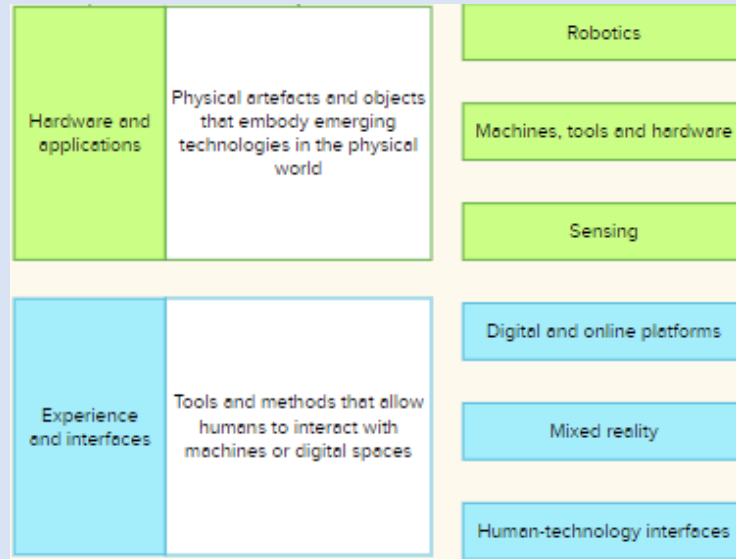 Hardware and
applications
Physical artefacts and objects
that embody emerging
technologies in the physical
world
Robotics
Machines, tools and hardware
Sensing
Experience
and interfaces
Tools and methods that allow
humans to interact with
machines or digital spaces
Digital and online platforms
Mixed reality
Human-technology interfaces